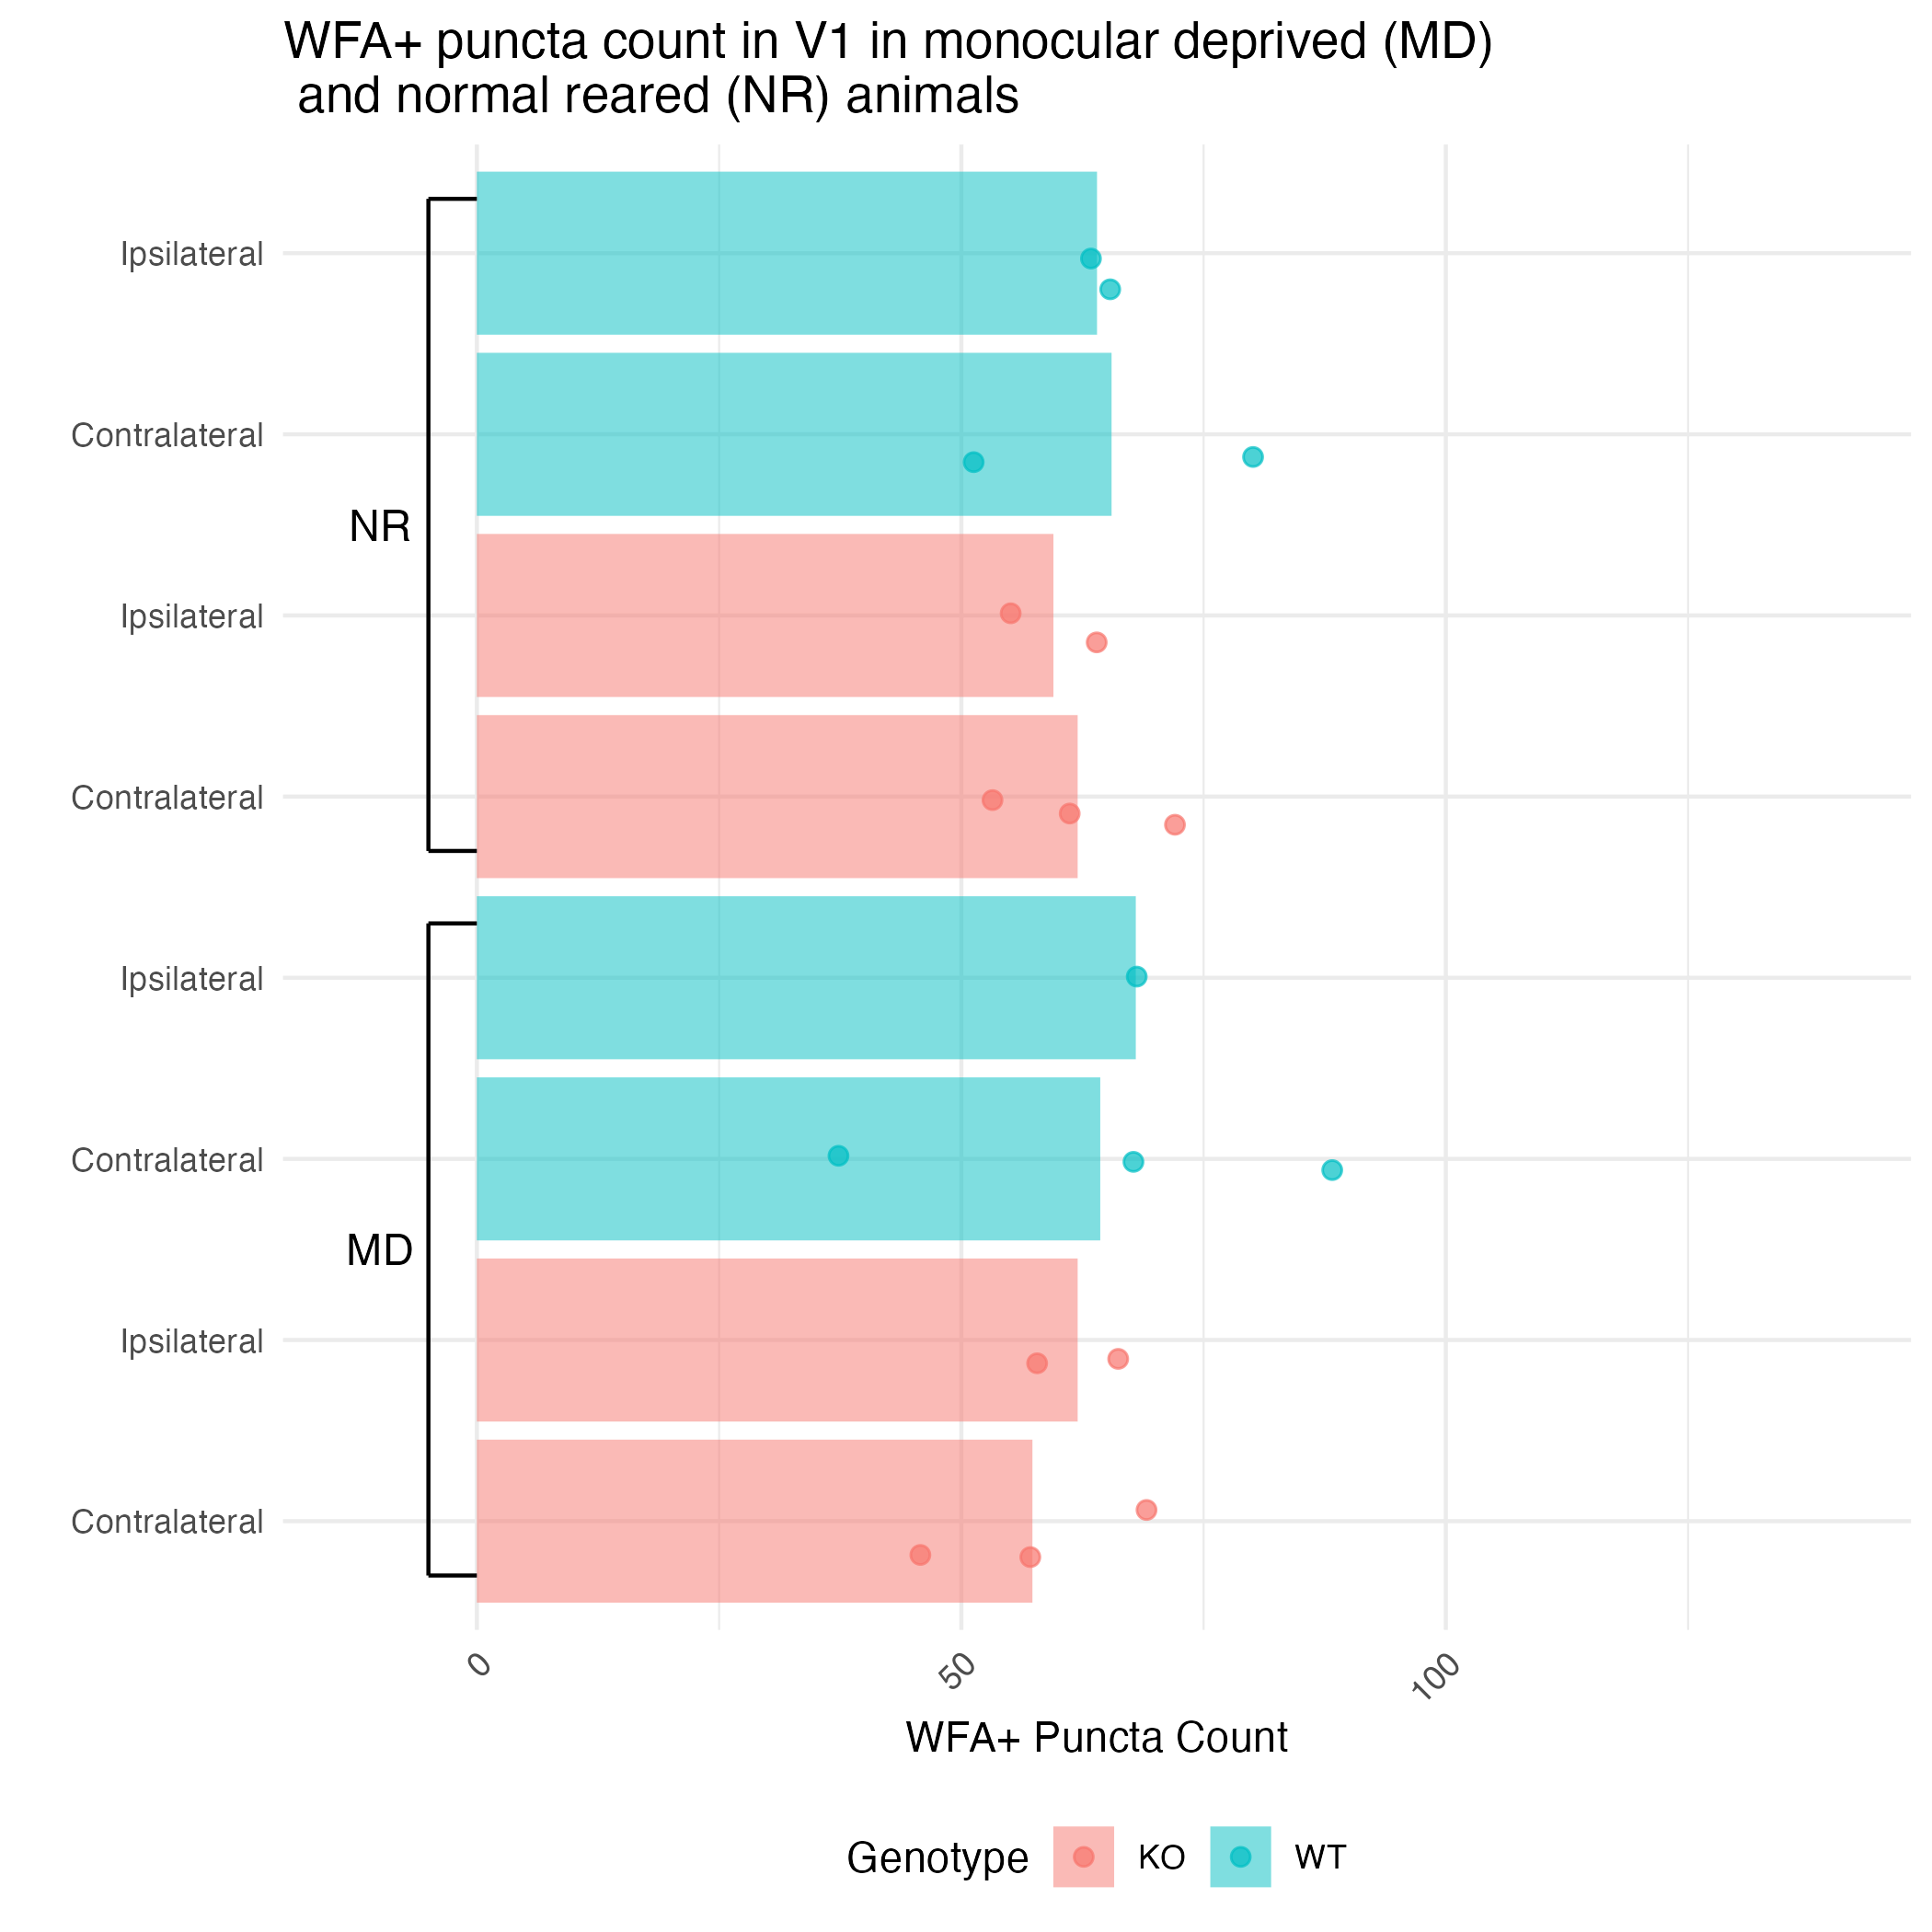 WFA+ puncta count in V1 in monocular deprived (MD)
and normal reared (NR) animals
Ipsilateral
Contralateral
NR
Ipsilateral
Contralateral
Ipsilateral
Contralateral
MD
Ipsilateral
Contralateral
0
50
100
WFA+ Puncta Count
Genotype KO WT